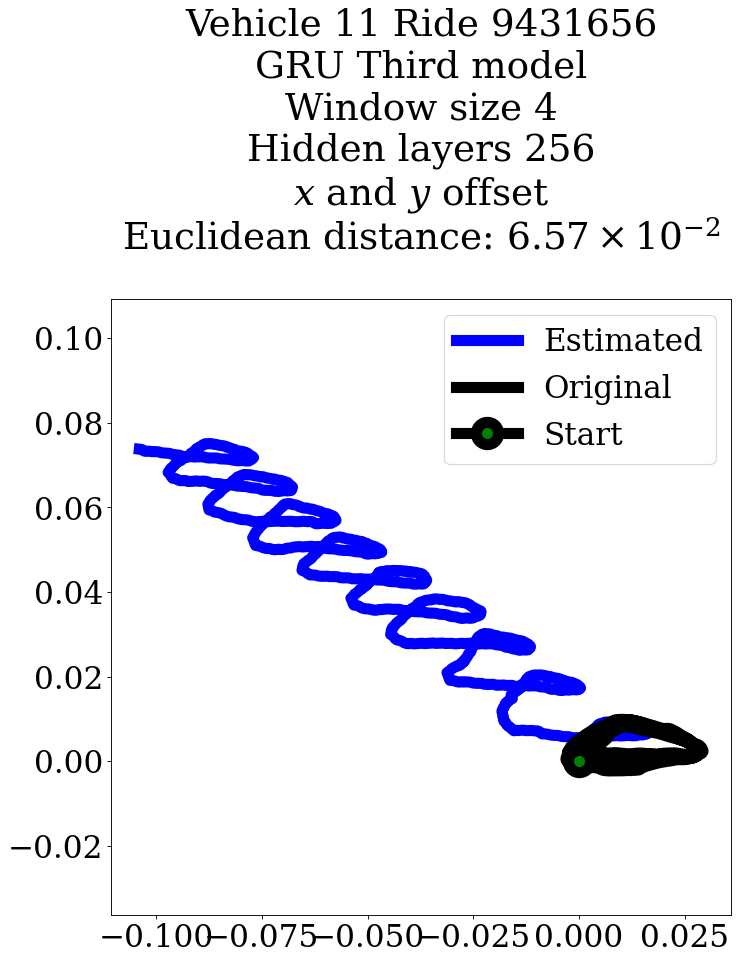 Vehicle 11 Ride 9431656
GRU Third model
Window size 4
Hidden layers 256
x and y offset
Euclidean distance: 6.57 × 10⁻²
Estimated
Original
Start
0.10
0.08
0.06
0.04
0.02
0.00
−0.02
−0.100 −0.075 −0.050 −0.025 0.000 0.025